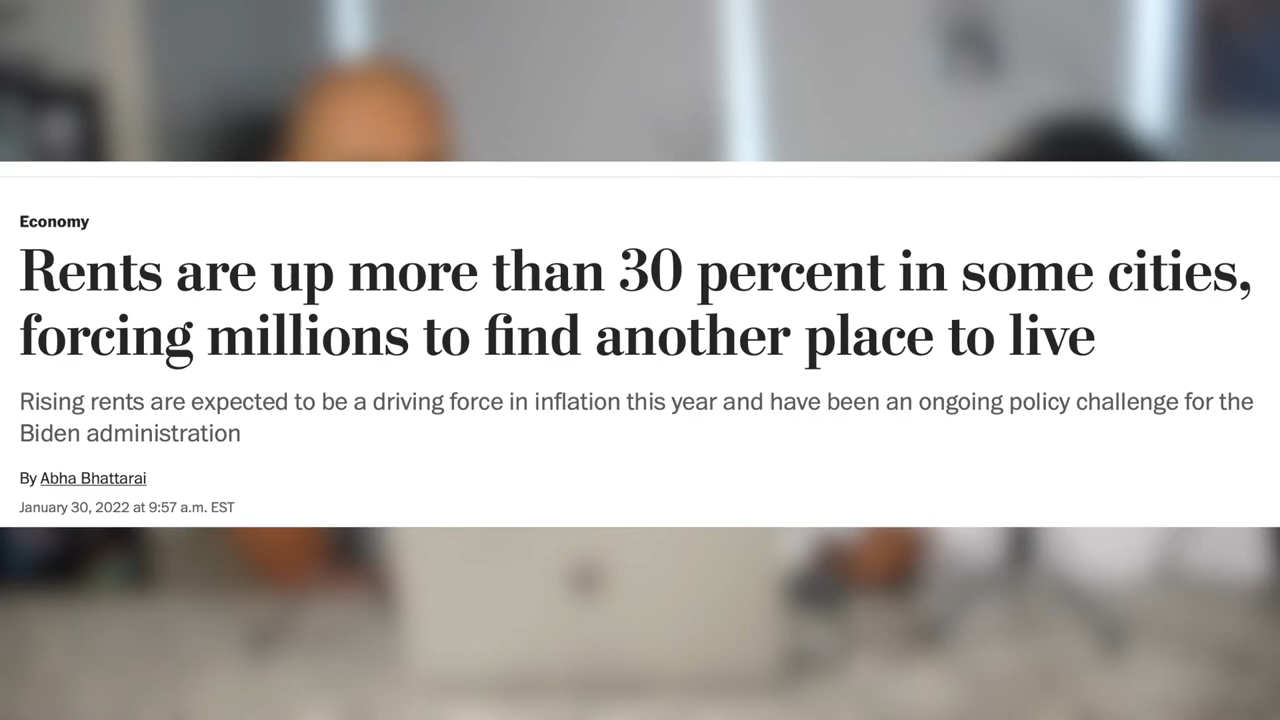 Economy
Rents are up more than 30 percent in some cities,
forcing millions to find another place to live
Rising rents are expected to be a driving force in inflation this year and have been an ongoing policy challenge for the
Biden administration
By Abha Bhattarai
January 30, 2022 at 9:57 a.m. EST